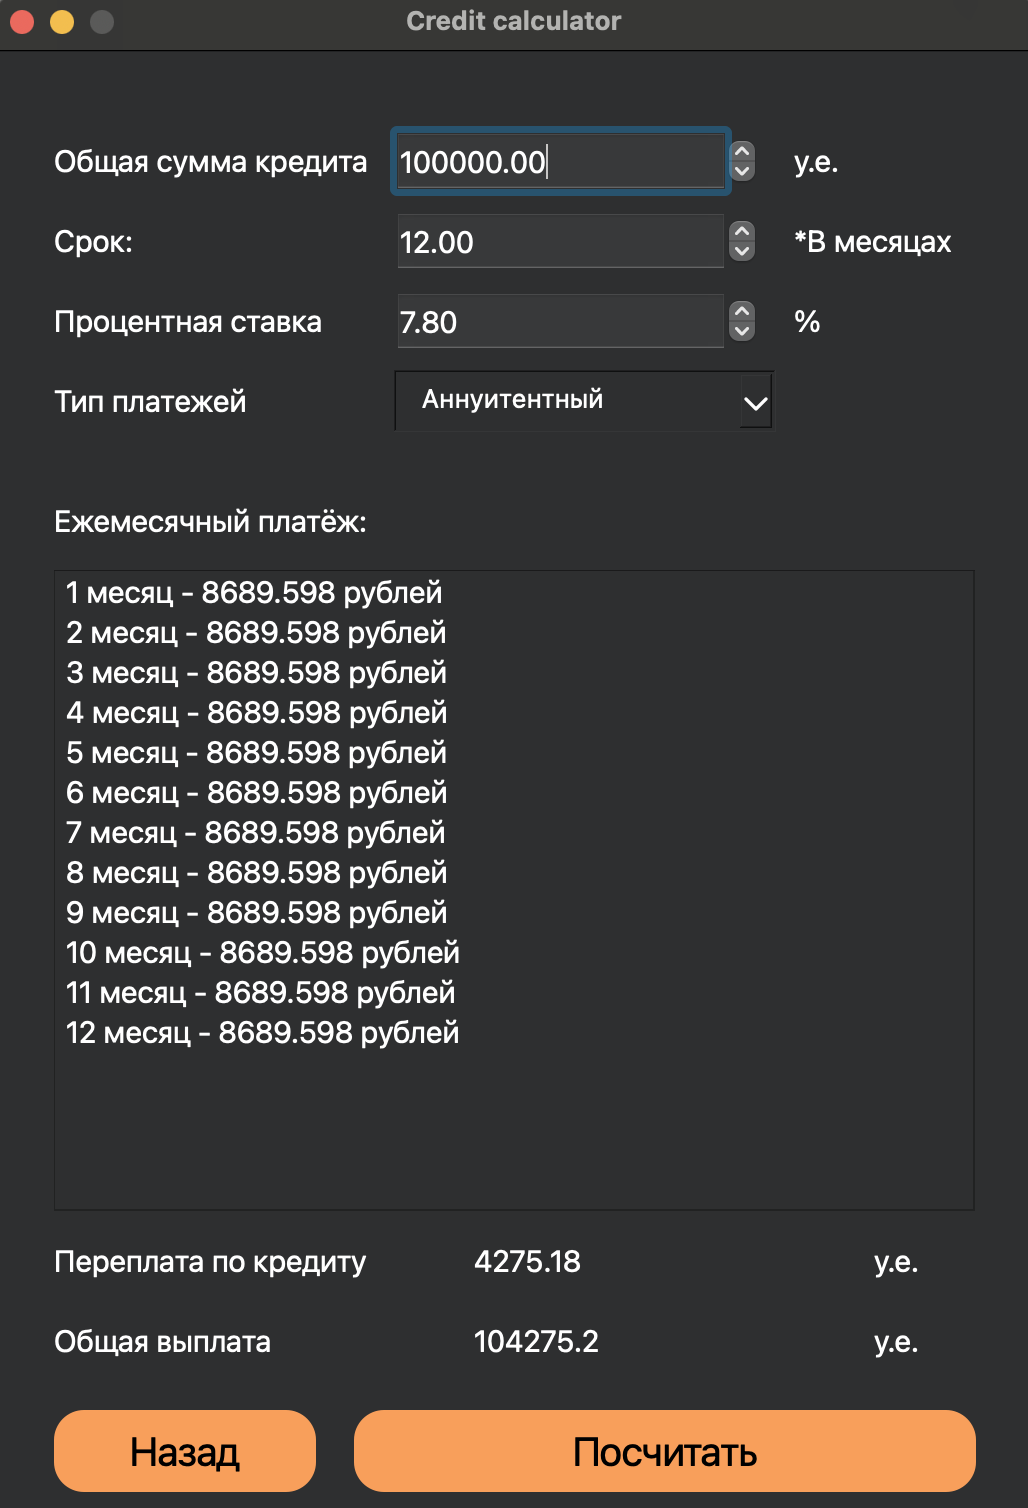 Credit calculator
Общая сумма кредита 100000.00 у.е.
Срок: 12.00 *В месяцах
Процентная ставка 7.80 %
Тип платежей Аннуитентный
Ежемесячный платёж:
1 месяц - 8689.598 рублей
2 месяц - 8689.598 рублей
3 месяц - 8689.598 рублей
4 месяц - 8689.598 рублей
5 месяц - 8689.598 рублей
6 месяц - 8689.598 рублей
7 месяц - 8689.598 рублей
8 месяц - 8689.598 рублей
9 месяц - 8689.598 рублей
10 месяц - 8689.598 рублей
11 месяц - 8689.598 рублей
12 месяц - 8689.598 рублей
Переплата по кредиту 4275.18 у.е.
Общая выплата 104275.2 у.е.
Назад Посчитать